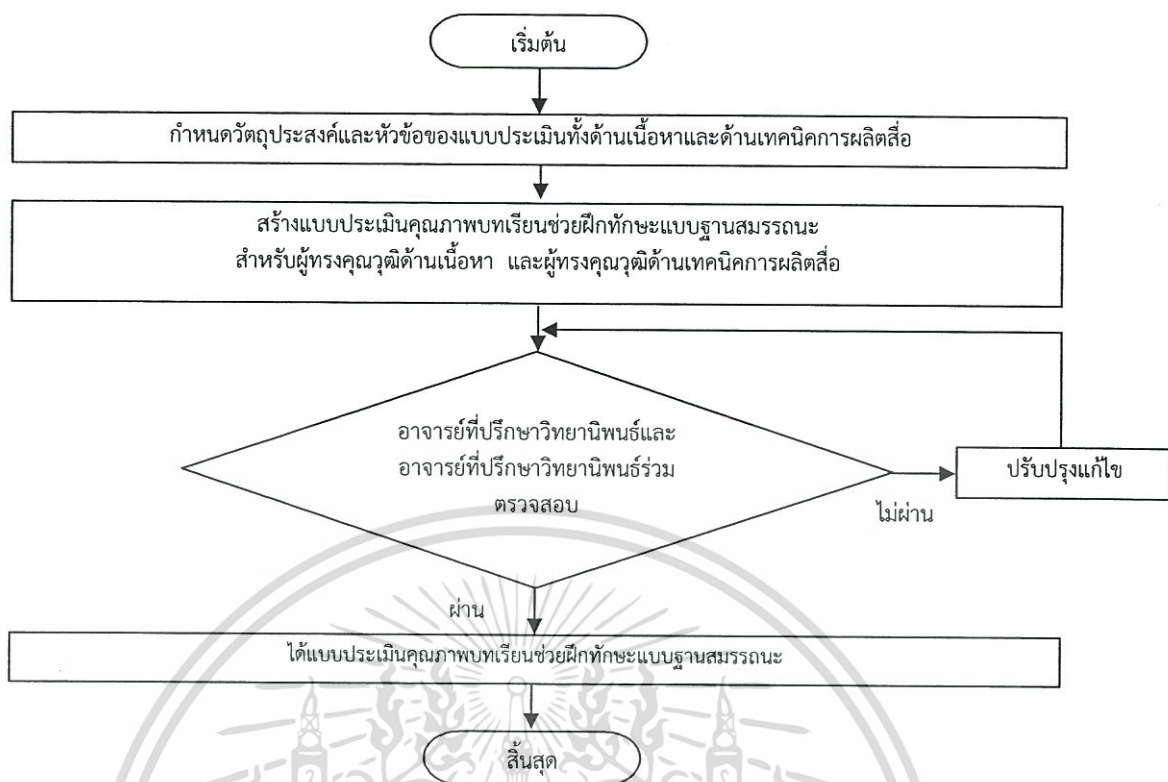 เริ่มต้น
กำหนดวัตถุประสงค์และหัวข้อของแบบประเมินทั้งด้านเนื้อหาและด้านเทคนิคการผลิตสื่อ
สร้างแบบประเมินคุณภาพบทเรียนช่วยฝึกทักษะแบบฐานสมรรถนะ
สำหรับผู้ทรงคุณวุฒิด้านเนื้อหา และผู้ทรงคุณวุฒิด้านเทคนิคการผลิตสื่อ
อาจารย์ที่ปรึกษาวิทยานิพนธ์และ
อาจารย์ที่ปรึกษาวิทยานิพนธ์ร่วม
ตรวจสอบ
ไม่ผ่าน
ปรับปรุงแก้ไข
ผ่าน
ได้แบบประเมินคุณภาพบทเรียนช่วยฝึกทักษะแบบฐานสมรรถนะ
สิ้นสุด